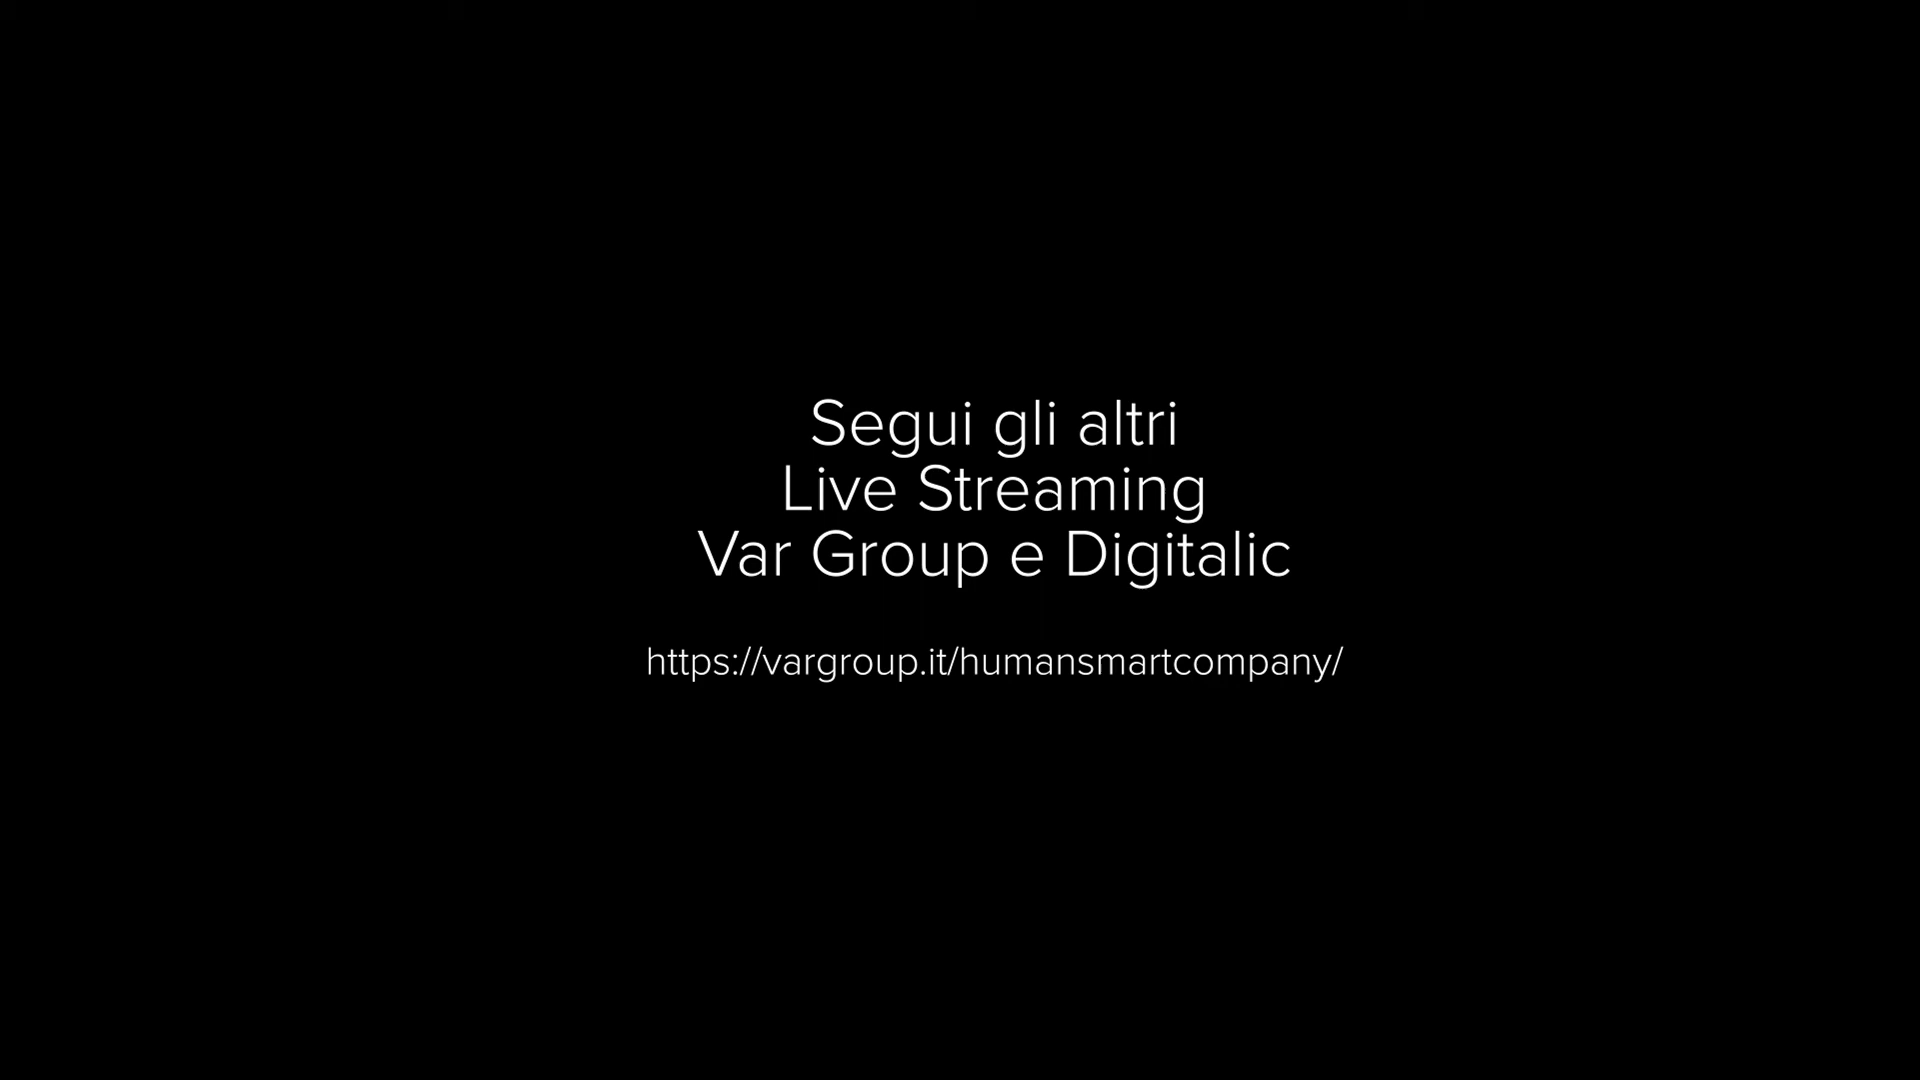 Segui gli altri
Live Streaming
Var Group e Digitalic
https://vargroup.it/humansmartcompany/